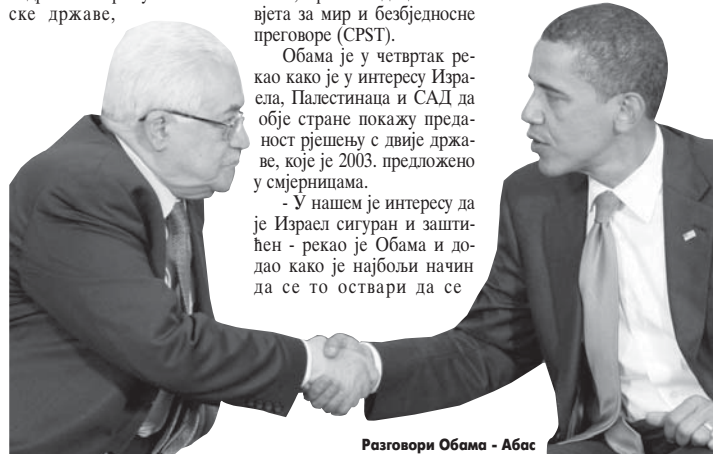 ске државе,
вјета за мир и безбједносне
преговоре (CPST).
Обама је у четвртак ре-
као како је у интересу Изра-
ела, Палестинаца и САД да
обје стране покажу преда-
ност рјешењу с двије држа-
ве, које је 2003. предложено
у смјерницама.
- У нашем је интересу да
је Израел сигуран и зашти-
ћен - рекао је Обама и до-
дао како је најбољи начин
да се то оствари да се
Разговори Обама - Абас